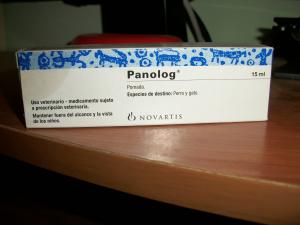 Panolog®
15 ml
Pomada.
Especies de destino: Perro y gato.
Uso veterinario - medicamento sujeto
a prescripción veterinaria.
Mantener fuera del alcance y la vista
de los niños.
NOVARTIS